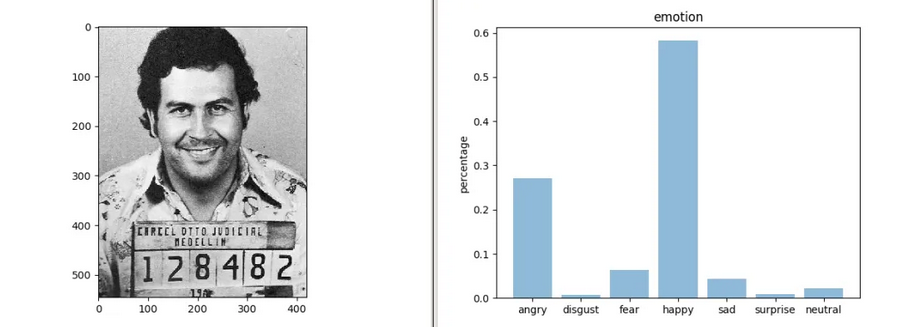 0
100
200
300
400
500
0 100 200 300 400
CARCEL DTTO JUDICIAL
MEDELLIN
128482
emotion
percentage
0.6
0.5
0.4
0.3
0.2
0.1
0.0
angry disgust fear happy sad surprise neutral